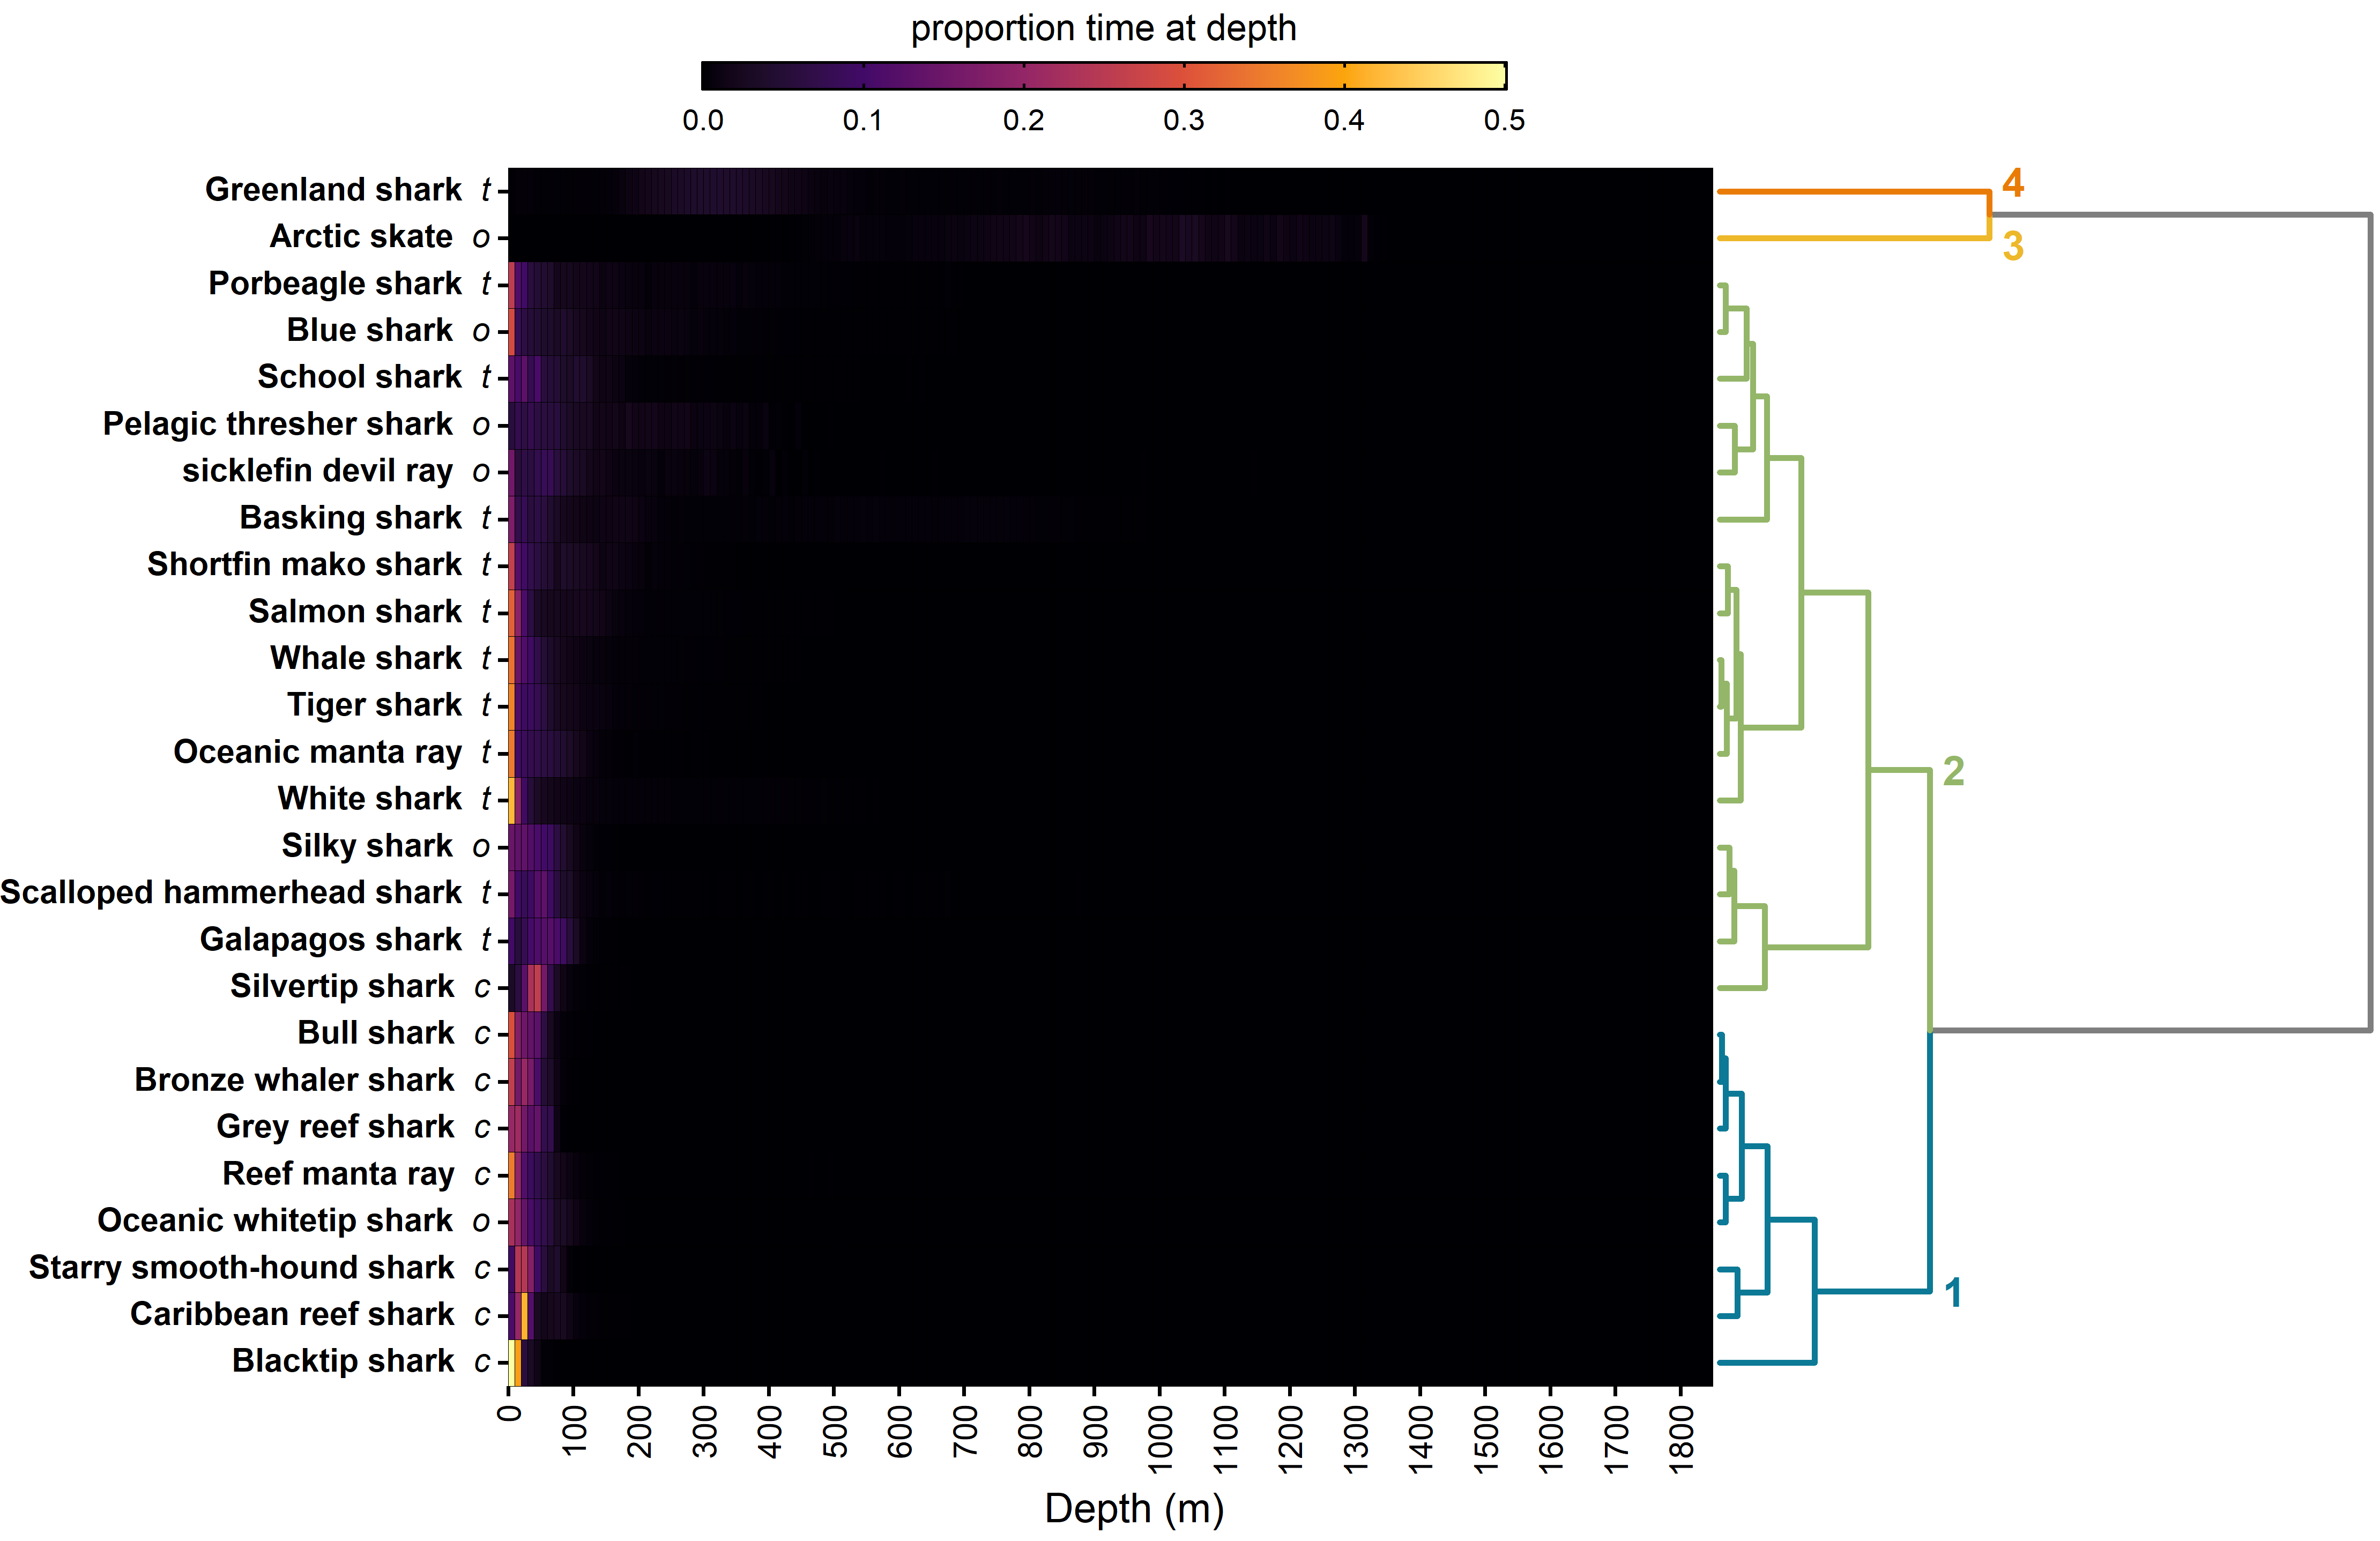 proportion time at depth
0.0 0.1 0.2 0.3 0.4 0.5
Greenland shark t
4
Arctic skate o
3
Porbeagle shark t
Blue shark o
School shark t
Pelagic thresher shark o
sicklefin devil ray o
Basking shark t
Shortfin mako shark t
Salmon shark t
Whale shark t
Tiger shark t
Oceanic manta ray t
2
White shark t
Silky shark o
Scalloped hammerhead shark t
Galapagos shark t
Silvertip shark c
Bull shark c
Bronze whaler shark c
Grey reef shark c
Reef manta ray c
Oceanic whitetip shark o
Starry smooth-hound shark c
1
Caribbean reef shark c
Blacktip shark c
0 100 200 300 400 500 600 700 800 900 1000 1100 1200 1300 1400 1500 1600 1700 1800
Depth (m)